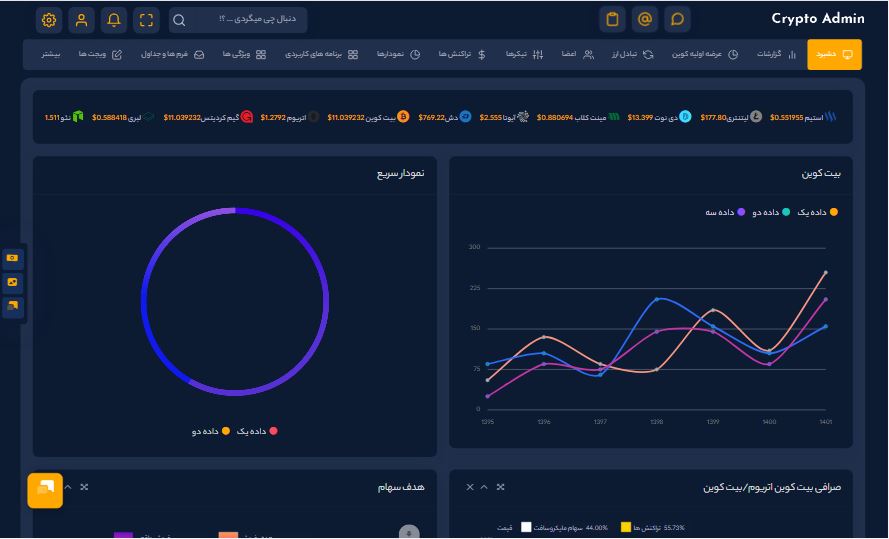 Crypto Admin
دنبال چی میگردی ... ؟!
دشبرد گزارشات عرضه اولیه کوین تبادل ارز اعضا تیکرها تراکنش ها نمودارها برنامه های کاربردی ویژگی ها فرم ها و جداول ویجت ها بیشتر
استیم $0.551955 لیتنتری $177.80 دی نوت $13.399 مینت کلاب $0.880694 آیوتا $2.555 دش $769.22 بیت کوین $11.039232 اتریوم $1.2792 گیم کردیتس $11.039232 لبری $0.588418 نئو 1.511
بیت کوین
داده یک داده دو داده سه
300
225
150
75
0
1395 1396 1397 1398 1399 1400 1401
نمودار سریع
داده یک داده دو
صرافی بیت کوین اتریوم/بیت کوین
55.73% تراکنش ها 44.00% سهام مایکروسافت قیمت
هدف سهام